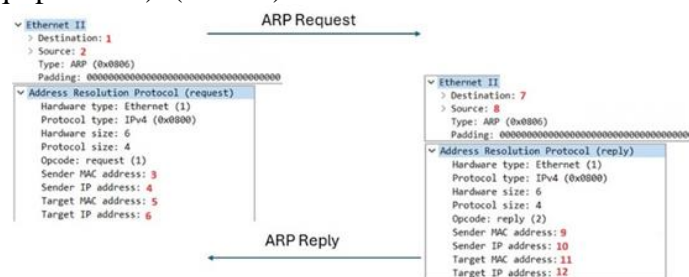 ARP Request
Ethernet II
Destination: 1
Source: 2
Type: ARP (0x0806)
Padding: 000000000000000000000000000000000000
Address Resolution Protocol (request)
Hardware type: Ethernet (1)
Protocol type: IPv4 (0x0800)
Hardware size: 6
Protocol size: 4
Opcode: request (1)
Sender MAC address: 3
Sender IP address: 4
Target MAC address: 5
Target IP address: 6
Ethernet II
Destination: 7
Source: 8
Type: ARP (0x0806)
Padding: 000000000000000000000000000000000000
Address Resolution Protocol (reply)
Hardware type: Ethernet (1)
Protocol type: IPv4 (0x0800)
Hardware size: 6
Protocol size: 4
Opcode: reply (2)
Sender MAC address: 9
Sender IP address: 10
Target MAC address: 11
Target IP address: 12
ARP Reply